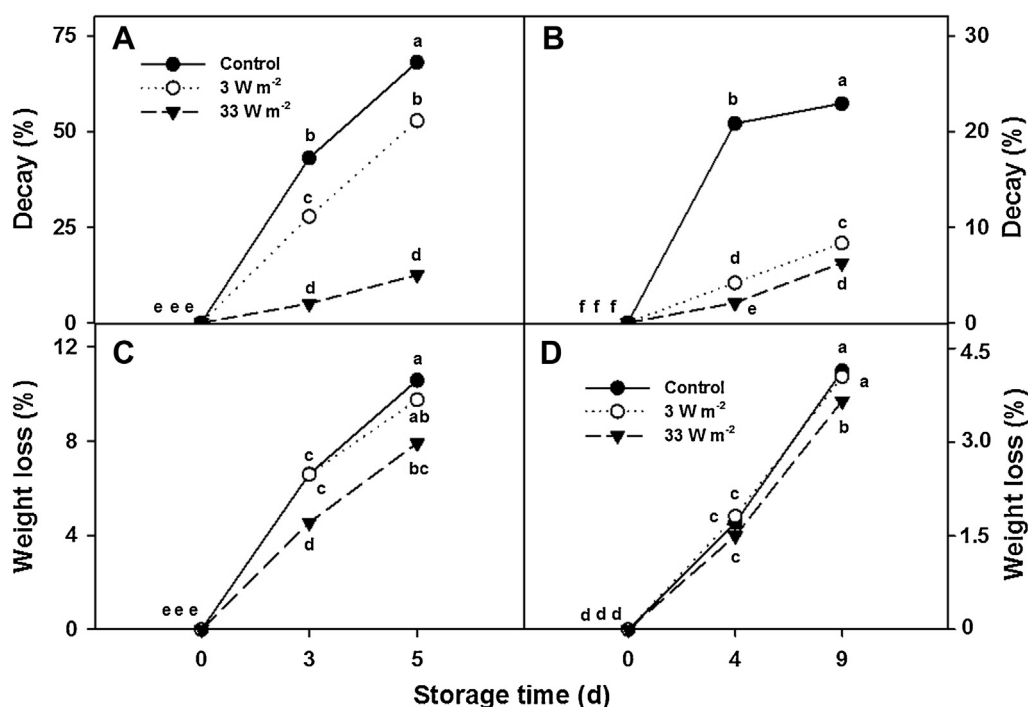 A
Control
3 W m⁻²
33 W m⁻²
75
50
25
0
Decay (%)
e e e
b
c
d
a
b
d
B
30
20
10
0
Decay (%)
f f f
b
d
e
a
c
d
C
12
8
4
0
Weight loss (%)
e e e
c
c
d
a
ab
bc
0
3
5
D
Control
3 W m⁻²
33 W m⁻²
4.5
3.0
1.5
0
Weight loss (%)
d d d
c
c
c
a
a
b
0
4
9
Storage time (d)